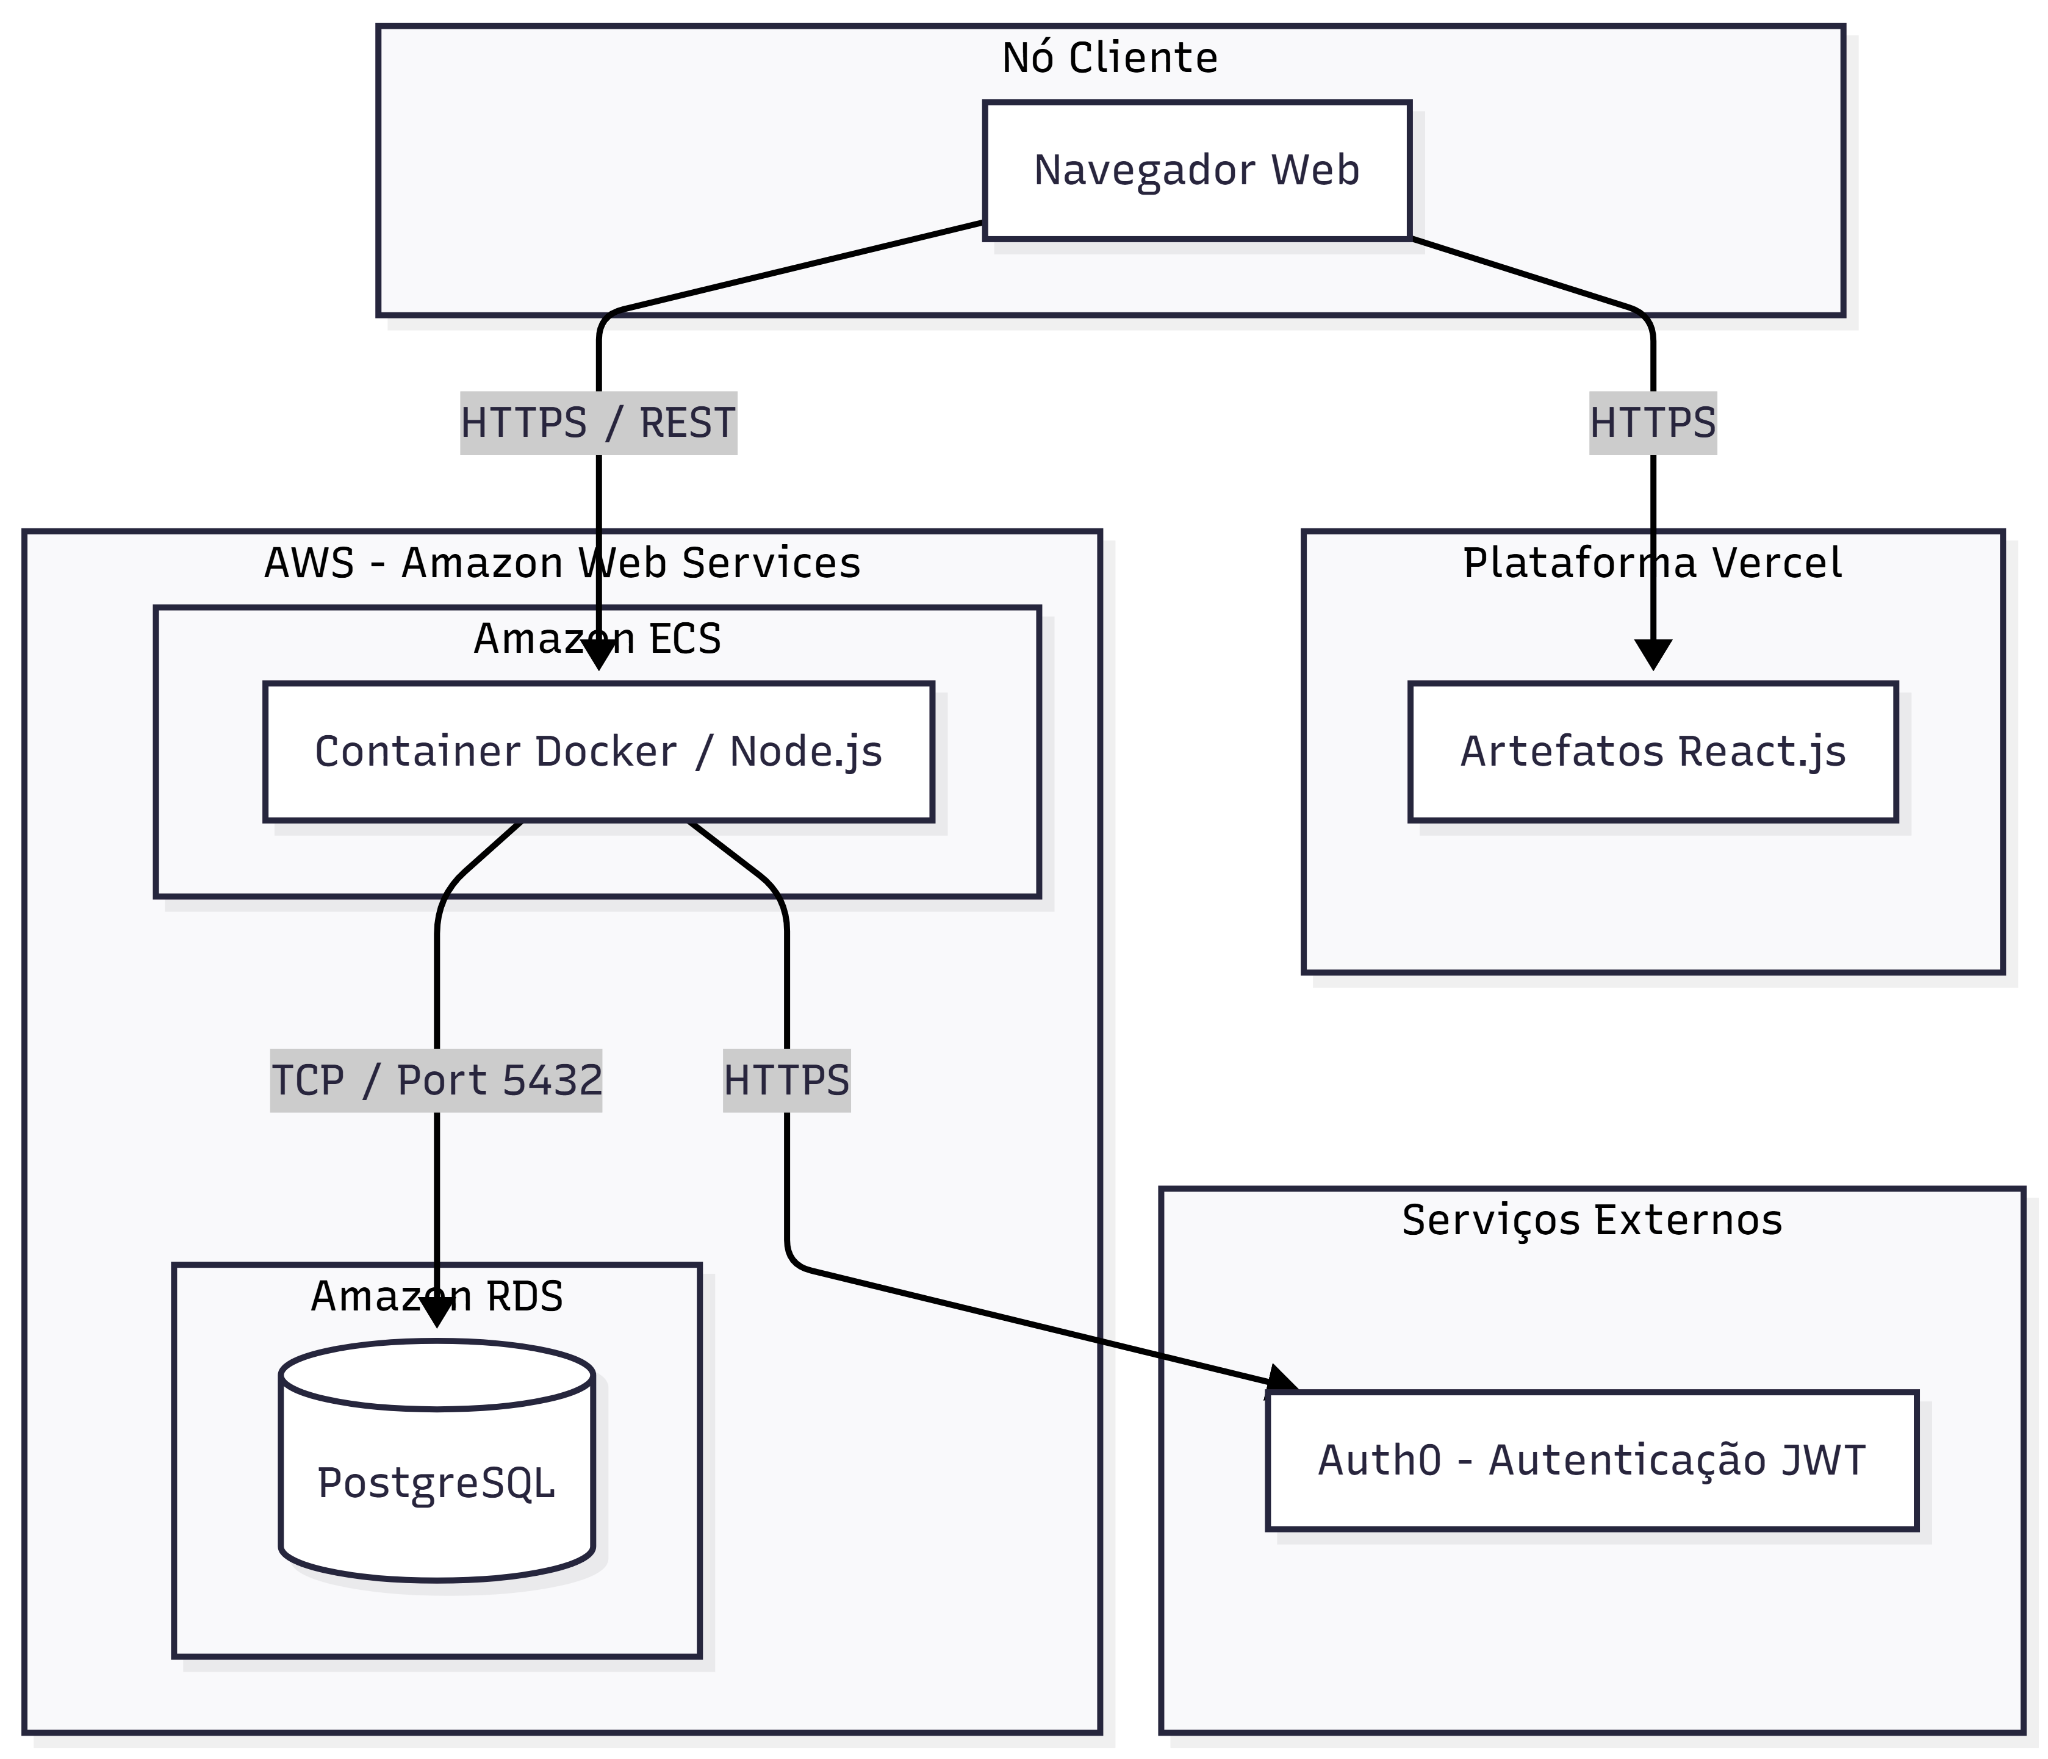 Nó Cliente
Navegador Web
HTTPS / REST
HTTPS
AWS - Amazon Web Services
Plataforma Vercel
Amazon ECS
Container Docker / Node.js
Artefatos React.js
TCP / Port 5432
HTTPS
Serviços Externos
Amazon RDS
Auth0 - Autenticação JWT
PostgreSQL